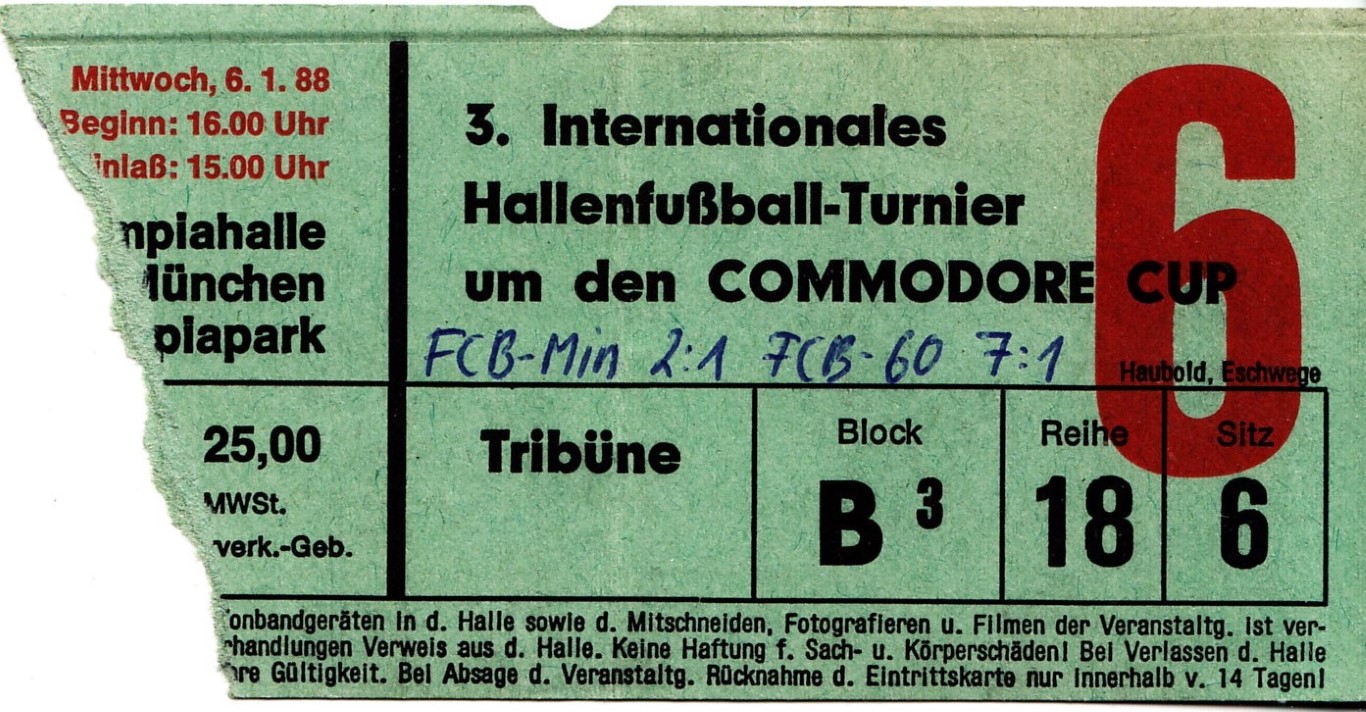 Mittwoch, 6. 1. 88
Beginn: 16.00 Uhr
inlaß: 15.00 Uhr
mpiahalle
München
piapark
25,00
MWSt.
verk.-Geb.
3. Internationales
Hallenfußball-Turnier
um den COMMODORE CUP
6
FCB-Min 2:1 FCB-60 7:1
Haubold, Eschwege
Tribüne
Block
B 3
Reihe
18
Sitz
6
onbandgeräten in d. Halle sowie d. Mitschneiden, Fotografieren u. Filmen der Veranstaltg. ist ver-
handlungen Verweis aus d. Halle. Keine Haftung f. Sach- u. Körperschäden! Bei Verlassen d. Halle
hre Gültigkeit. Bei Absage d. Veranstaltg. Rücknahme d. Eintrittskarte nur innerhalb v. 14 Tagen!